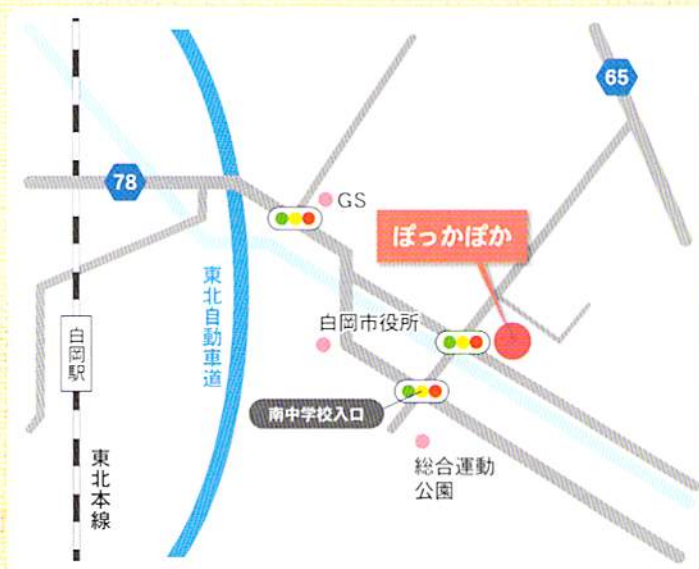 65
78
GS
ぽっかぽか
東北自動車道
白岡市役所
白岡駅
南中学校入口
東北本線
総合運動
公園